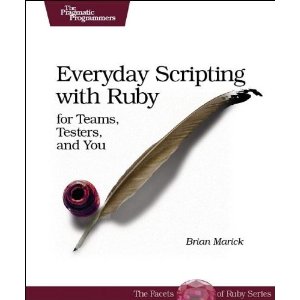 The
Pragmatic
Programmers
Everyday Scripting
with Ruby
for Teams,
Testers,
and You
Brian Marick
The Facets of Ruby Series